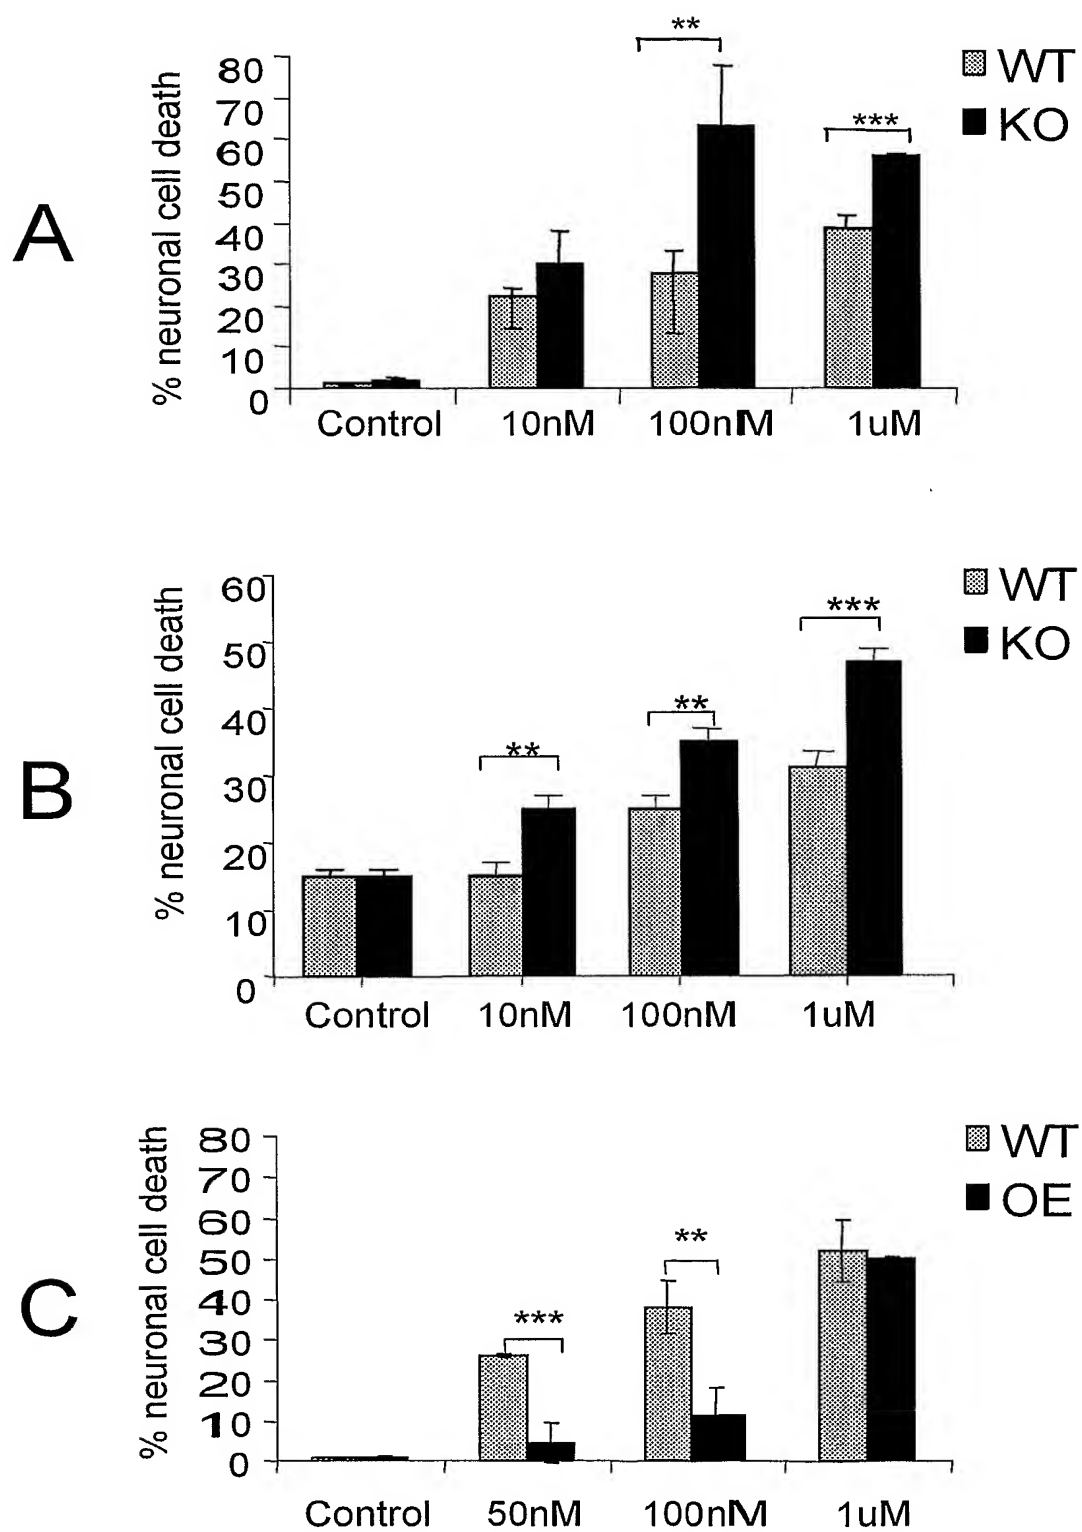 A
% neuronal cell death
80
70
60
50
40
30
20
10
0
**
***
WT
KO
Control 10nM 100nM 1uM
B
% neuronal cell death
60
50
40
30
20
10
0
**
**
***
WT
KO
Control 10nM 100nM 1uM
C
% neuronal cell death
80
70
60
50
40
30
20
10
0
***
**
WT
OE
Control 50nM 100nM 1uM